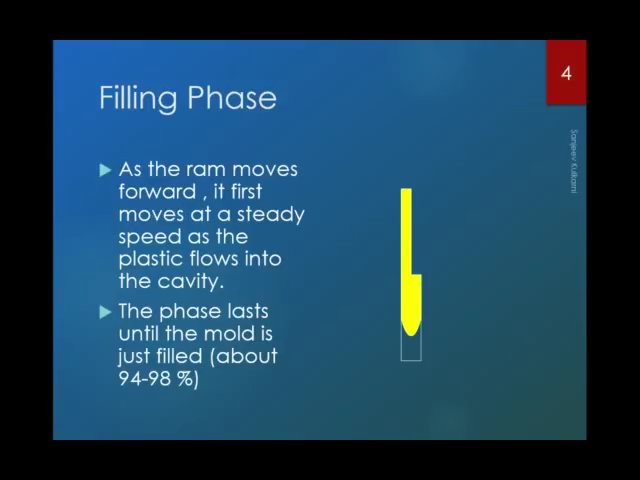 Filling Phase
4
Sanjeev Kulkarni
As the ram moves
forward , it first
moves at a steady
speed as the
plastic flows into
the cavity.
The phase lasts
until the mold is
just filled (about
94-98 %)